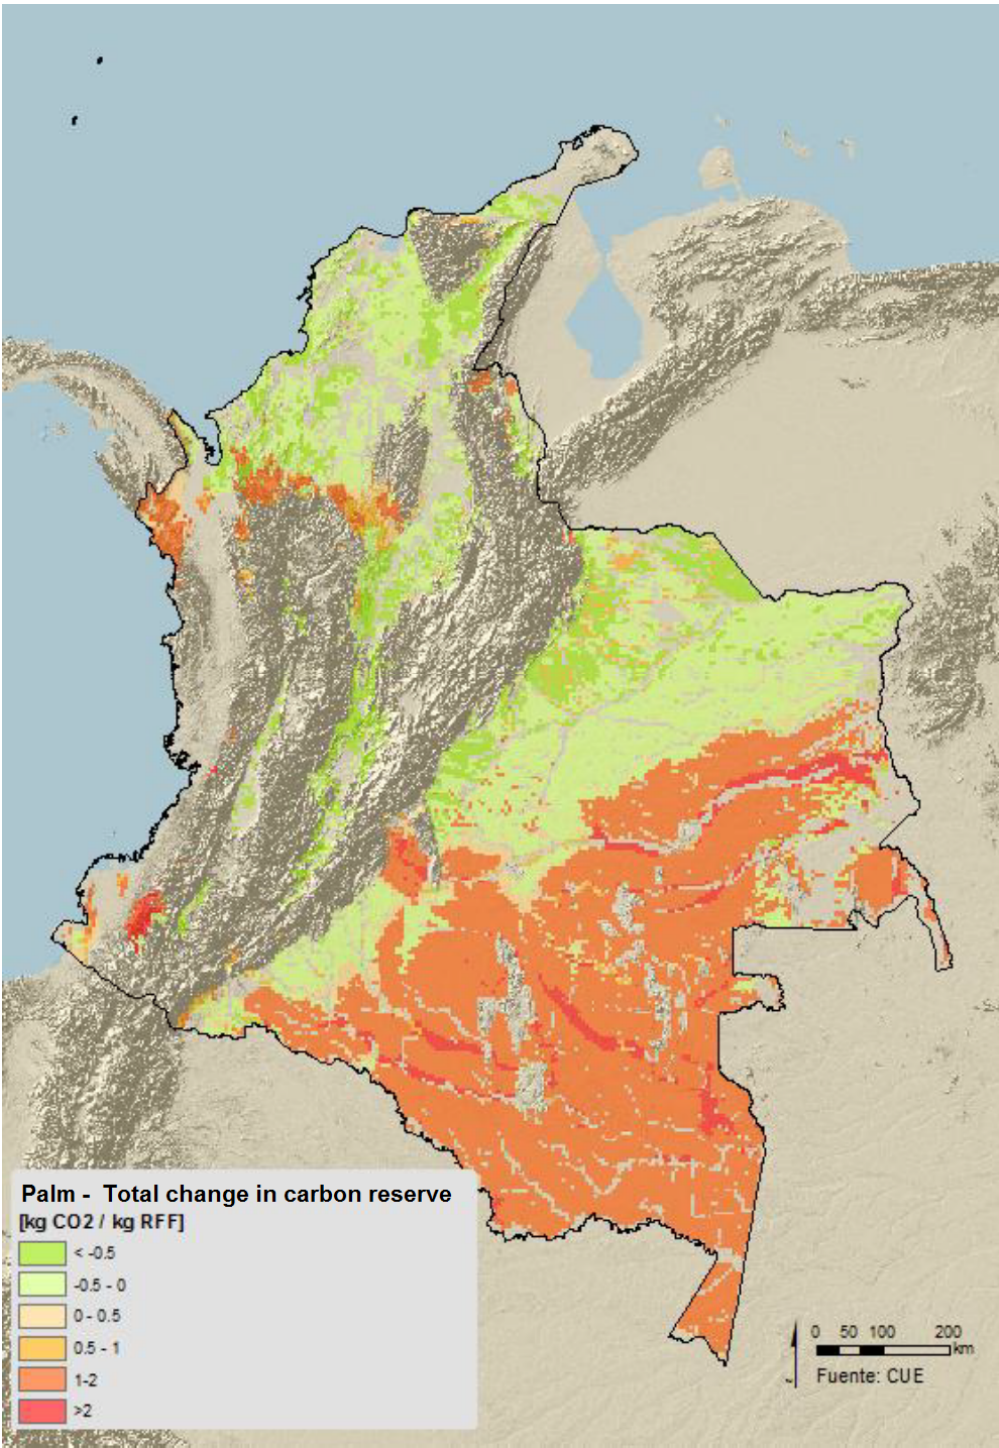 Palm - Total change in carbon reserve
[kg CO2 / kg RFF]
< -0.5
-0.5 - 0
0 - 0.5
0.5 - 1
1-2
>2
0 50 100 200
km
Fuente: CUE